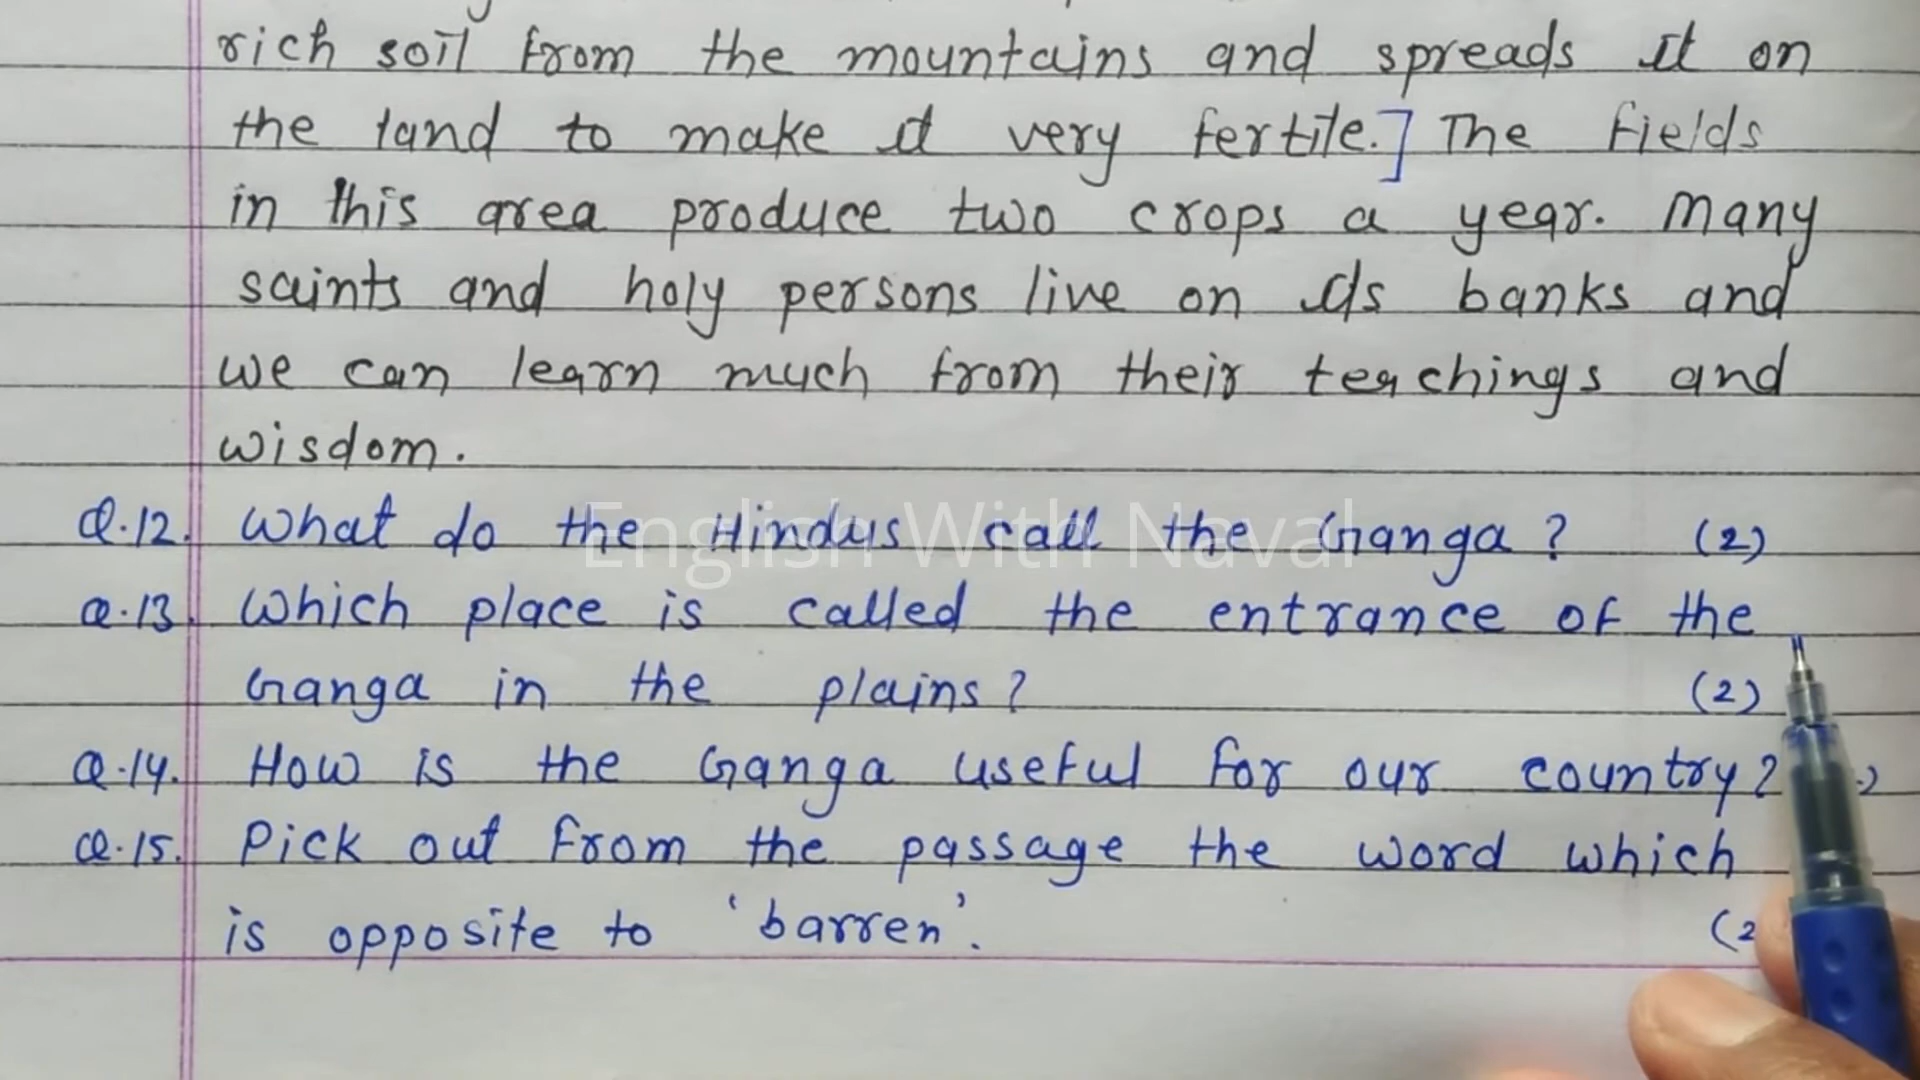 rich soil from the mountains and spreads it on
the land to make it very fertile.] The fields
in this area produce two crops a year. Many
saints and holy persons live on its banks and
we can learn much from their teachings and
wisdom.
Q.12. What do the Hindus call the Ganga? (2)
Q.13. Which place is called the entrance of the
Ganga in the plains? (2)
Q.14. How is the Ganga useful for our country?
Q.15. Pick out from the passage the word which
is opposite to 'barren'. (2
English With Naval